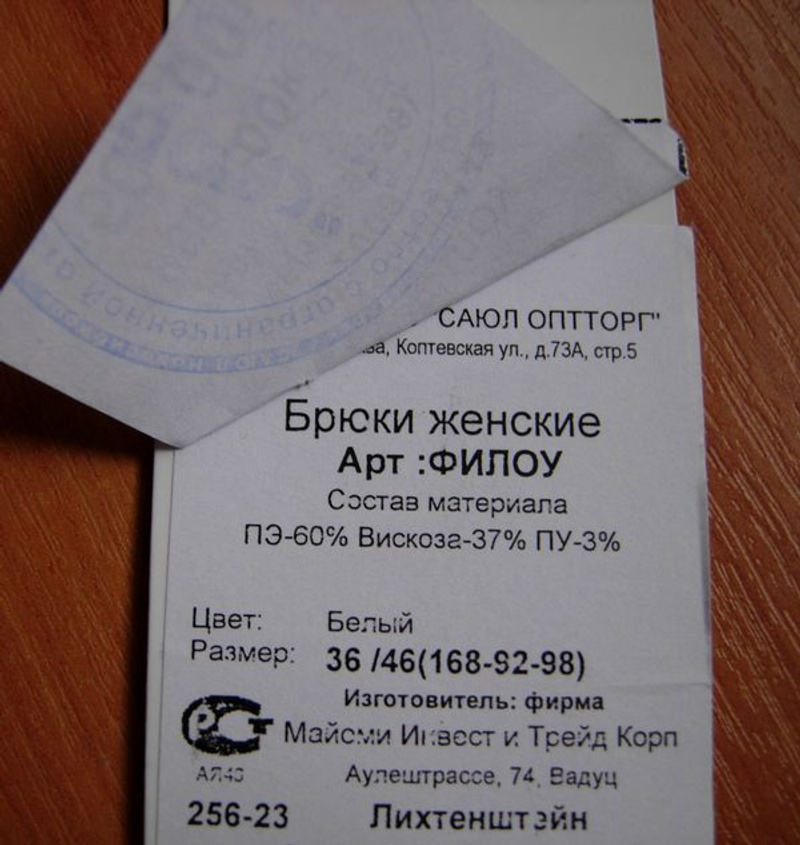 САЮЛ ОПТТОРГ"
Коптевская ул., д.73А, стр.5
Брюки женские
Арт :ФИЛОУ
Состав материала
ПЭ-60% Вискоза-37% ПУ-3%
Цвет: Белый
Размер: 36 /46(168-92-98)
Изготовитель: фирма
Майсми Инвест и Трейд Корп
РСТ
Аулештрассе, 74, Вадуц
256-23 Лихтенштэйн